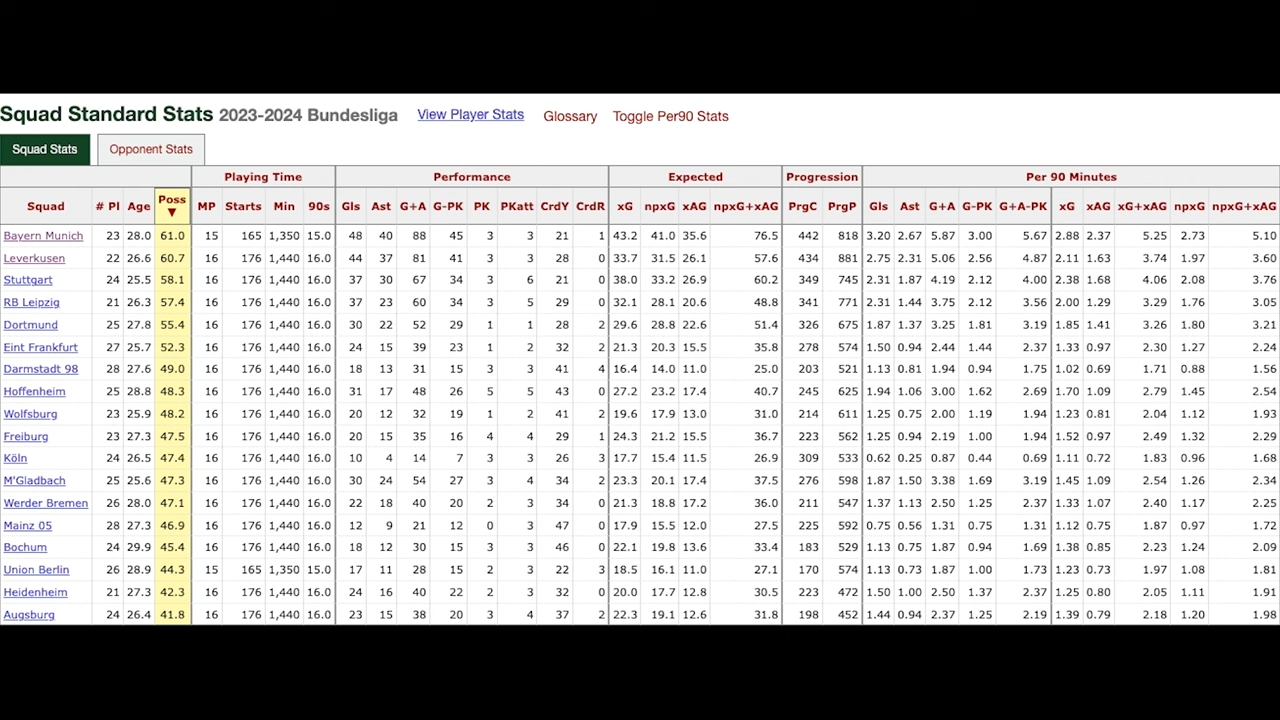 Squad Standard Stats 2023-2024 Bundesliga View Player Stats Glossary Toggle Per90 Stats
Squad Stats Opponent Stats
Playing Time Performance Expected Progression Per 90 Minutes
Squad # Pl Age Poss ▼ MP Starts Min 90s Gls Ast G+A G-PK PK PKatt CrdY CrdR xG npxG xAG npxG+xAG PrgC PrgP Gls Ast G+A G-PK G+A-PK xG xAG xG+xAG npxG npxG+xAG
Bayern Munich 23 28.0 61.0 15 165 1,350 15.0 48 40 88 45 3 3 21 1 43.2 41.0 35.6 76.5 442 818 3.20 2.67 5.87 3.00 5.67 2.88 2.37 5.25 2.73 5.10
Leverkusen 22 26.6 60.7 16 176 1,440 16.0 44 37 81 41 3 3 28 0 33.7 31.5 26.1 57.6 434 881 2.75 2.31 5.06 2.56 4.87 2.11 1.63 3.74 1.97 3.60
Stuttgart 24 25.5 58.1 16 176 1,440 16.0 37 30 67 34 3 6 21 0 38.0 33.2 26.9 60.2 349 745 2.31 1.87 4.19 2.12 4.00 2.38 1.68 4.06 2.08 3.76
RB Leipzig 21 26.3 57.4 16 176 1,440 16.0 37 23 60 34 3 5 29 0 32.1 28.1 20.6 48.8 341 771 2.31 1.44 3.75 2.12 3.56 2.00 1.29 3.29 1.76 3.05
Dortmund 25 27.8 55.4 16 176 1,440 16.0 30 22 52 29 1 1 28 2 29.6 28.8 22.6 51.4 326 675 1.87 1.37 3.25 1.81 3.19 1.85 1.41 3.26 1.80 3.21
Eint Frankfurt 27 25.7 52.3 16 176 1,440 16.0 24 15 39 23 1 2 32 2 21.3 20.3 15.5 35.8 278 574 1.50 0.94 2.44 1.44 2.37 1.33 0.97 2.30 1.27 2.24
Darmstadt 98 28 27.6 49.0 16 176 1,440 16.0 18 13 31 15 3 3 41 4 16.4 14.0 11.0 25.0 203 521 1.13 0.81 1.94 0.94 1.75 1.02 0.69 1.71 0.88 1.56
Hoffenheim 25 28.8 48.3 16 176 1,440 16.0 31 17 48 26 5 5 43 0 27.2 23.2 17.4 40.7 245 625 1.94 1.06 3.00 1.62 2.69 1.70 1.09 2.79 1.45 2.54
Wolfsburg 23 25.9 48.2 16 176 1,440 16.0 20 12 32 19 1 2 41 2 19.6 17.9 13.0 31.0 214 611 1.25 0.75 2.00 1.19 1.94 1.23 0.81 2.04 1.12 1.93
Freiburg 23 27.3 47.5 16 176 1,440 16.0 20 15 35 16 4 4 29 1 24.3 21.2 15.5 36.7 223 562 1.25 0.94 2.19 1.00 1.94 1.52 0.97 2.49 1.32 2.29
Köln 24 26.5 47.4 16 176 1,440 16.0 10 4 14 7 3 3 26 3 17.7 15.4 11.5 26.9 309 533 0.62 0.25 0.87 0.44 0.69 1.11 0.72 1.83 0.96 1.68
M'Gladbach 25 25.6 47.3 16 176 1,440 16.0 30 24 54 27 3 4 34 2 23.3 20.1 17.4 37.5 276 598 1.87 1.50 3.38 1.69 3.19 1.45 1.09 2.54 1.26 2.34
Werder Bremen 26 28.0 47.1 16 176 1,440 16.0 22 18 40 20 2 3 34 0 21.3 18.8 17.2 36.0 211 547 1.37 1.13 2.50 1.25 2.37 1.33 1.07 2.40 1.17 2.25
Mainz 05 28 27.3 46.9 16 176 1,440 16.0 12 9 21 12 0 3 47 0 17.9 15.5 12.0 27.5 225 592 0.75 0.56 1.31 0.75 1.31 1.12 0.75 1.87 0.97 1.72
Bochum 24 29.9 45.4 16 176 1,440 16.0 18 12 30 15 3 3 46 0 22.1 19.8 13.6 33.4 183 529 1.13 0.75 1.87 0.94 1.69 1.38 0.85 2.23 1.24 2.09
Union Berlin 26 28.9 44.3 15 165 1,350 15.0 17 11 28 15 2 3 22 3 18.5 16.1 11.0 27.1 170 574 1.13 0.73 1.87 1.00 1.73 1.23 0.73 1.97 1.08 1.81
Heidenheim 21 27.3 42.3 16 176 1,440 16.0 24 16 40 22 2 3 32 0 20.0 17.7 12.8 30.5 223 472 1.50 1.00 2.50 1.37 2.37 1.25 0.80 2.05 1.11 1.91
Augsburg 24 26.4 41.8 16 176 1,440 16.0 23 15 38 20 3 4 37 2 22.3 19.1 12.6 31.8 198 452 1.44 0.94 2.37 1.25 2.19 1.39 0.79 2.18 1.20 1.98